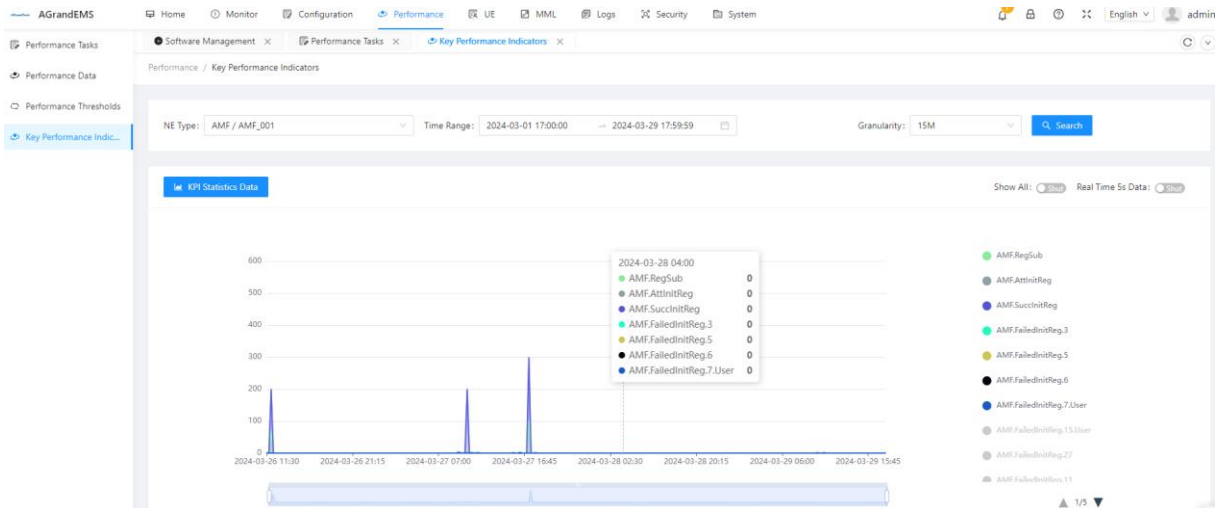 AGrandEMS Home Monitor Configuration Performance UE MML Logs Security System English admin
Performance Tasks
Performance Data
Performance Thresholds
Key Performance Indic...
Software Management × Performance Tasks × Key Performance Indicators ×
Performance / Key Performance Indicators
NE Type: AMF / AMF_001 Time Range: 2024-03-01 17:00:00 → 2024-03-29 17:59:59 Granularity: 15M Search
KPI Statistics Data Show All: Shut Real Time 5s Data: Shut
600
500
400
300
200
100
0
2024-03-26 11:30 2024-03-26 21:15 2024-03-27 07:00 2024-03-27 16:45 2024-03-28 02:30 2024-03-28 20:15 2024-03-29 06:00 2024-03-29 15:45
2024-03-28 04:00
AMF.RegSub 0
AMF.AttInitReg 0
AMF.SuccInitReg 0
AMF.FailedInitReg.3 0
AMF.FailedInitReg.5 0
AMF.FailedInitReg.6 0
AMF.FailedInitReg.7.User 0
AMF.RegSub
AMF.AttInitReg
AMF.SuccInitReg
AMF.FailedInitReg.3
AMF.FailedInitReg.5
AMF.FailedInitReg.6
AMF.FailedInitReg.7.User
AMF.FailedInitReg.15.User
AMF.FailedInitReg.27
AMF.FailedInitReg.11
1/5